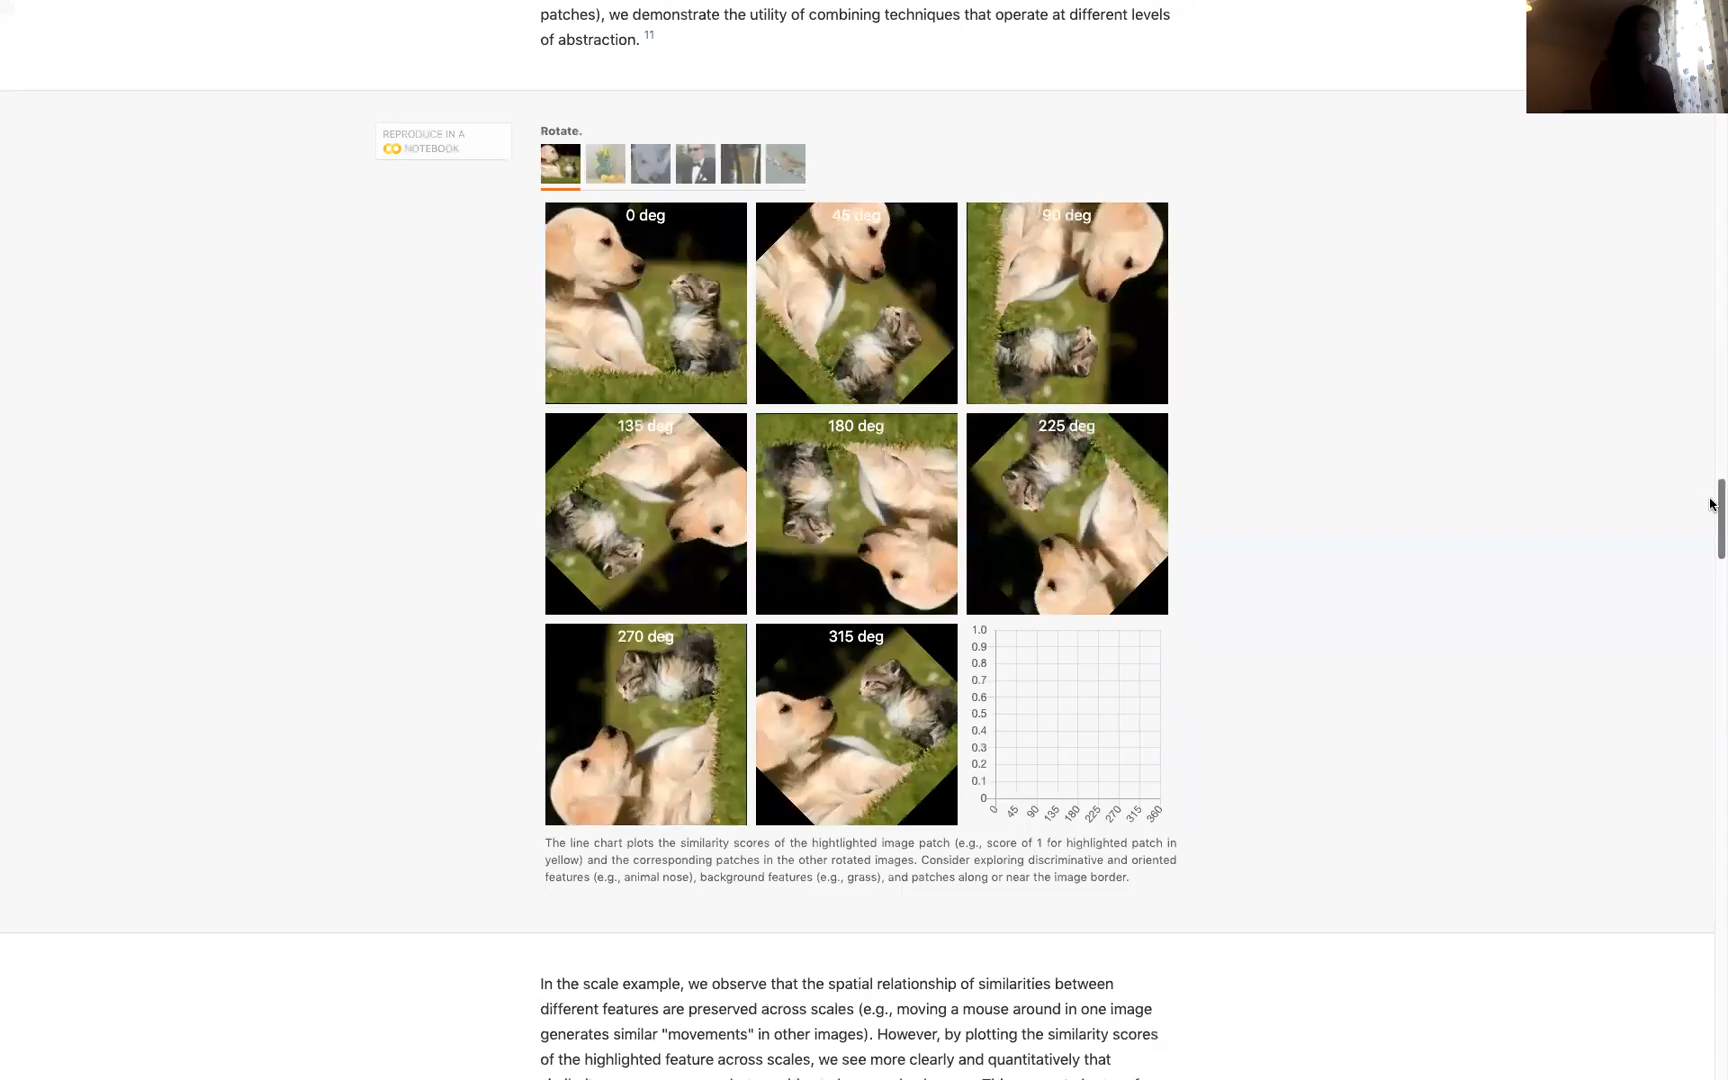 patches), we demonstrate the utility of combining techniques that operate at different levels
of abstraction. 11
REPRODUCE IN A
NOTEBOOK
Rotate.
0 deg
45 deg
90 deg
135 deg
180 deg
225 deg
270 deg
315 deg
1.0
0.9
0.8
0.7
0.6
0.5
0.4
0.3
0.2
0.1
0
0 45 90 135 180 225 270 315 360
The line chart plots the similarity scores of the hightlighted image patch (e.g., score of 1 for highlighted patch in
yellow) and the corresponding patches in the other rotated images. Consider exploring discriminative and oriented
features (e.g., animal nose), background features (e.g., grass), and patches along or near the image border.
In the scale example, we observe that the spatial relationship of similarities between
different features are preserved across scales (e.g., moving a mouse around in one image
generates similar "movements" in other images). However, by plotting the similarity scores
of the highlighted feature across scales, we see more clearly and quantitatively that